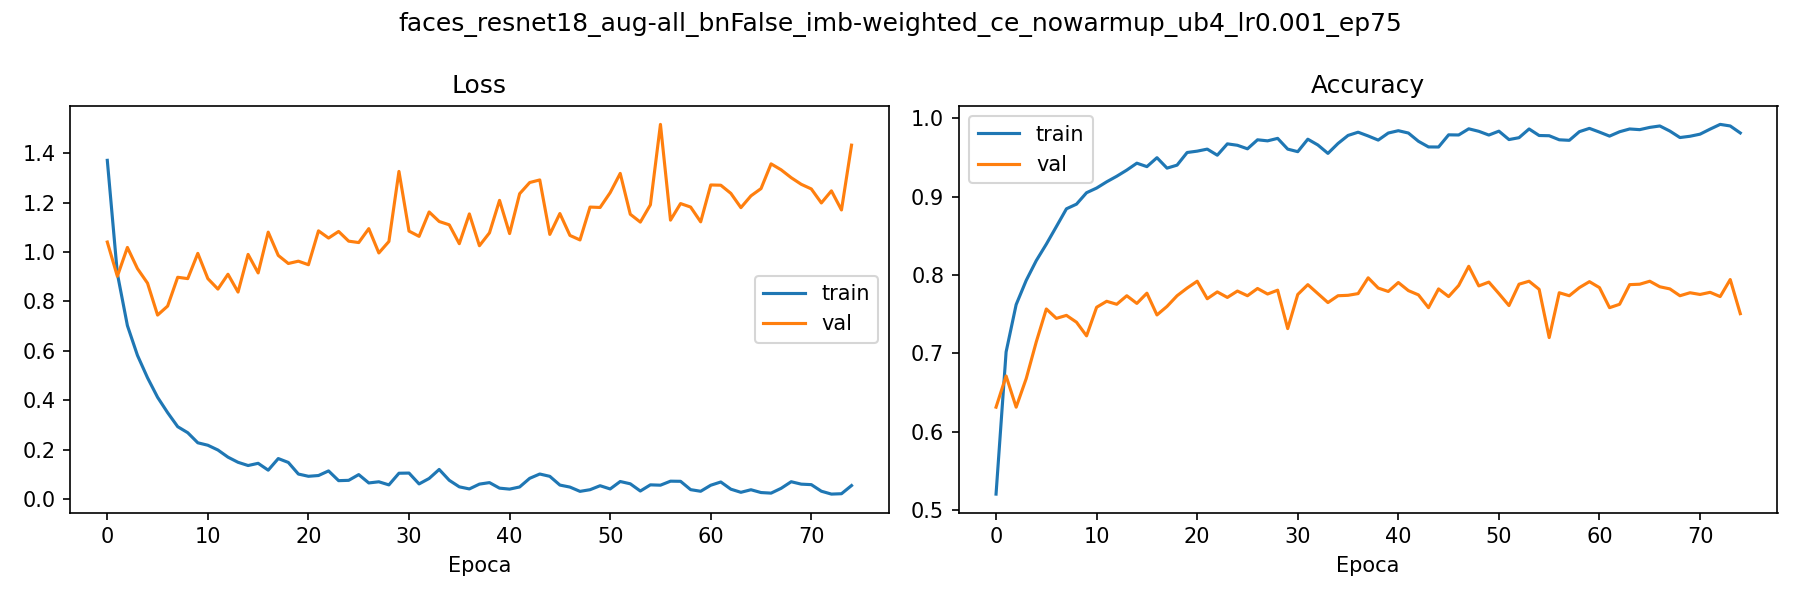 faces_resnet18_aug-all_bnFalse_imb-weighted_ce_nowarmup_ub4_lr0.001_ep75
Loss
1.4
1.2
1.0
0.8
0.6
0.4
0.2
0.0
train
val
0 10 20 30 40 50 60 70
Epoca
Accuracy
1.0
0.9
0.8
0.7
0.6
0.5
train
val
0 10 20 30 40 50 60 70
Epoca